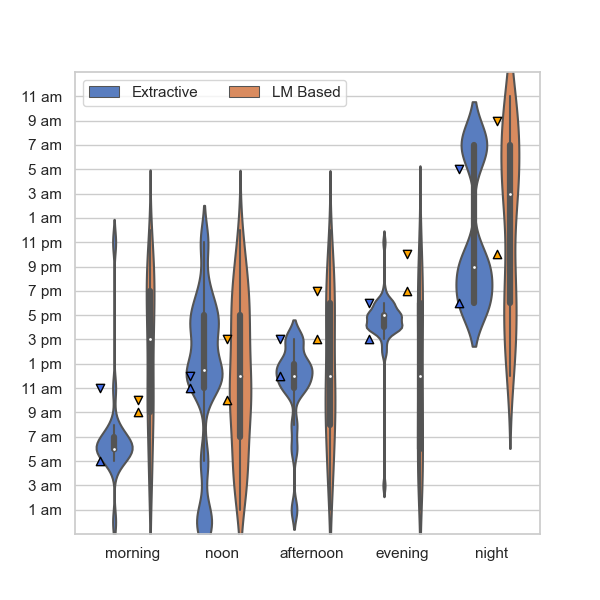 Extractive LM Based
11 am
9 am
7 am
5 am
3 am
1 am
11 pm
9 pm
7 pm
5 pm
3 pm
1 pm
11 am
9 am
7 am
5 am
3 am
1 am
morning noon afternoon evening night